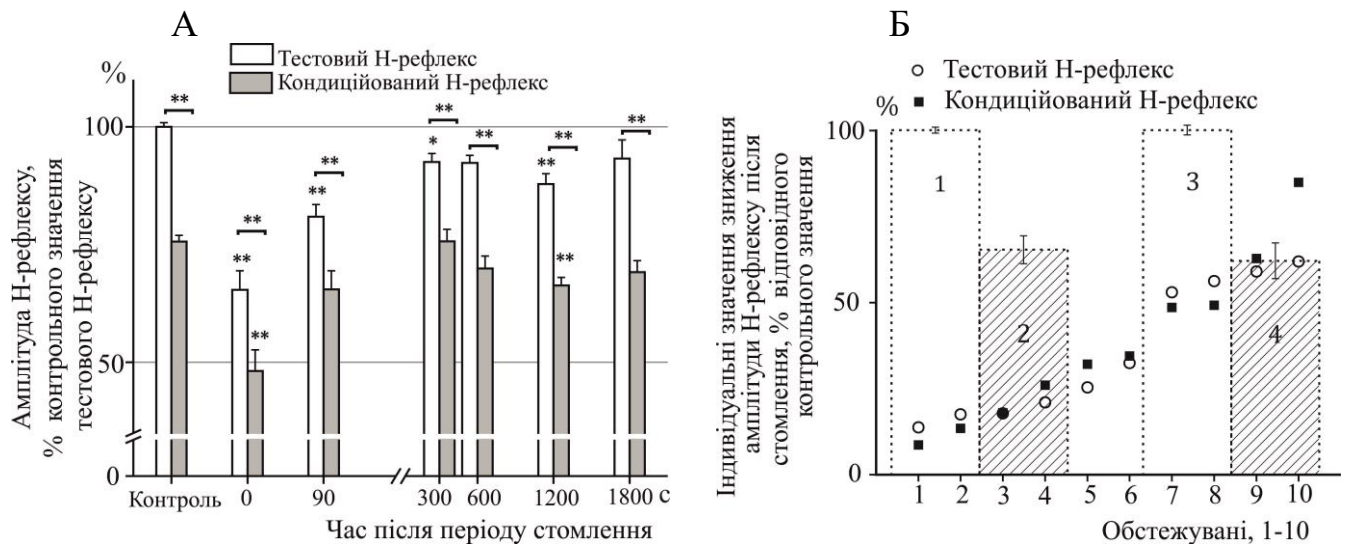 А
Тестовий Н-рефлекс
Кондиційований Н-рефлекс
%
100
50
0
Амплітуда Н-рефлексу,
% контрольного значення
тестового Н-рефлексу
**
**
**
**
**
**
**
*
**
**
**
**
**
Контроль 0 90 300 600 1200 1800 с
Час після періоду стомлення
Б
Тестовий Н-рефлекс
Кондиційований Н-рефлекс
%
100
50
0
Індивідуальні значення зниження
амплітуди Н-рефлексу після
стомлення, % відповідного
контрольного значення
1
2
3
4
1 2 3 4 5 6 7 8 9 10
Обстежувані, 1-10